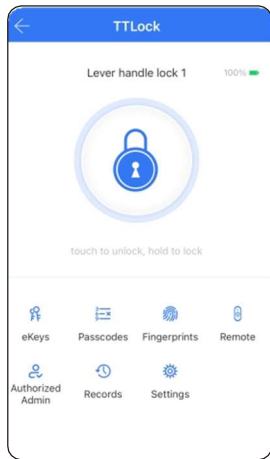 TTLock
Lever handle lock 1 100%
touch to unlock, hold to lock
eKeys Passcodes Fingerprints Remote
Authorized Admin Records Settings